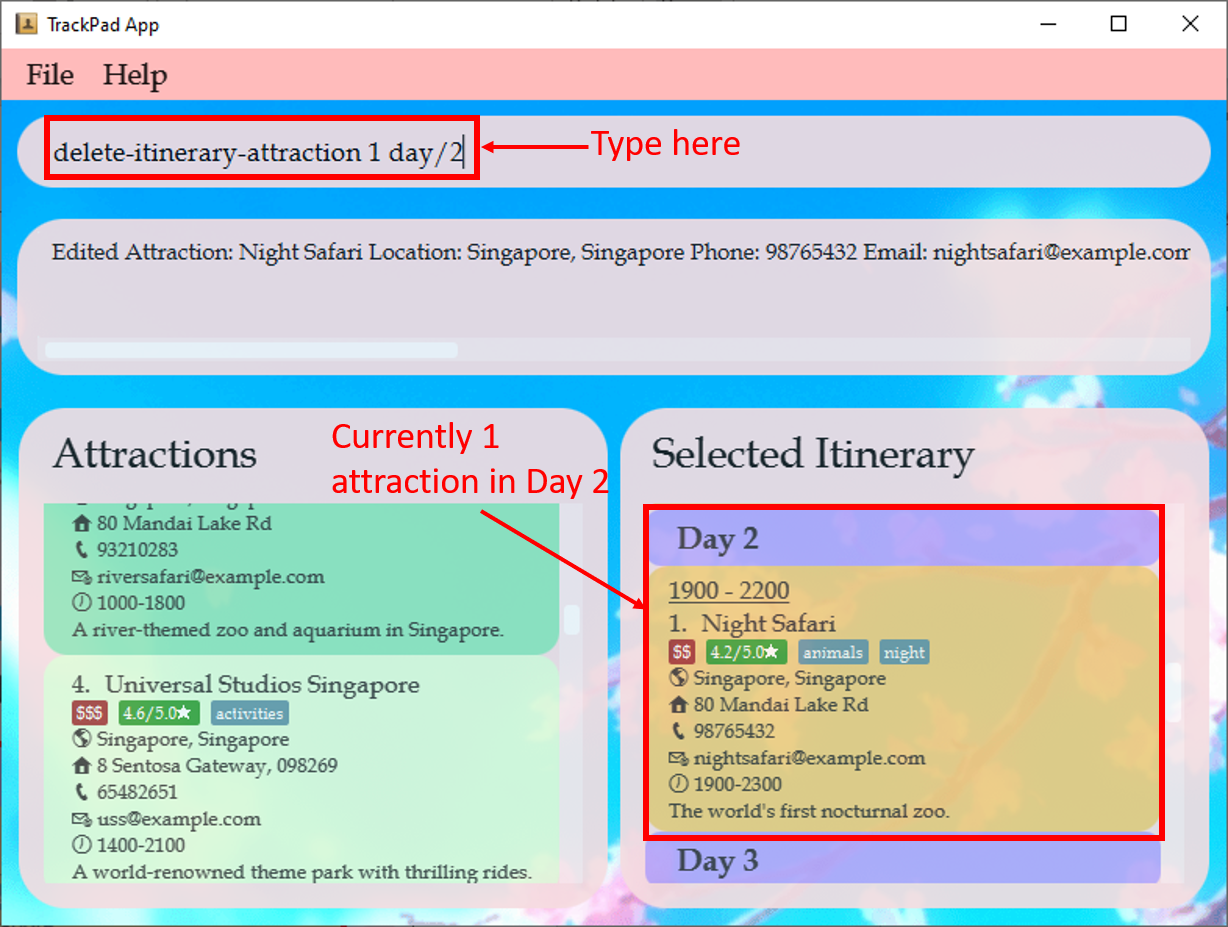 TrackPad App
File Help
delete-itinerary-attraction 1 day/2
Type here
Edited Attraction: Night Safari Location: Singapore, Singapore Phone: 98765432 Email: nightsafari@example.com
Attractions
Currently 1
attraction in Day 2
80 Mandai Lake Rd
93210283
riversafari@example.com
1000-1800
A river-themed zoo and aquarium in Singapore.
4. Universal Studios Singapore
$$$ 4.6/5.0★ activities
Singapore, Singapore
8 Sentosa Gateway, 098269
65482651
uss@example.com
1400-2100
A world-renowned theme park with thrilling rides.
Selected Itinerary
Day 2
1900 - 2200
1. Night Safari
$$ 4.2/5.0★ animals night
Singapore, Singapore
80 Mandai Lake Rd
98765432
nightsafari@example.com
1900-2300
The world's first nocturnal zoo.
Day 3